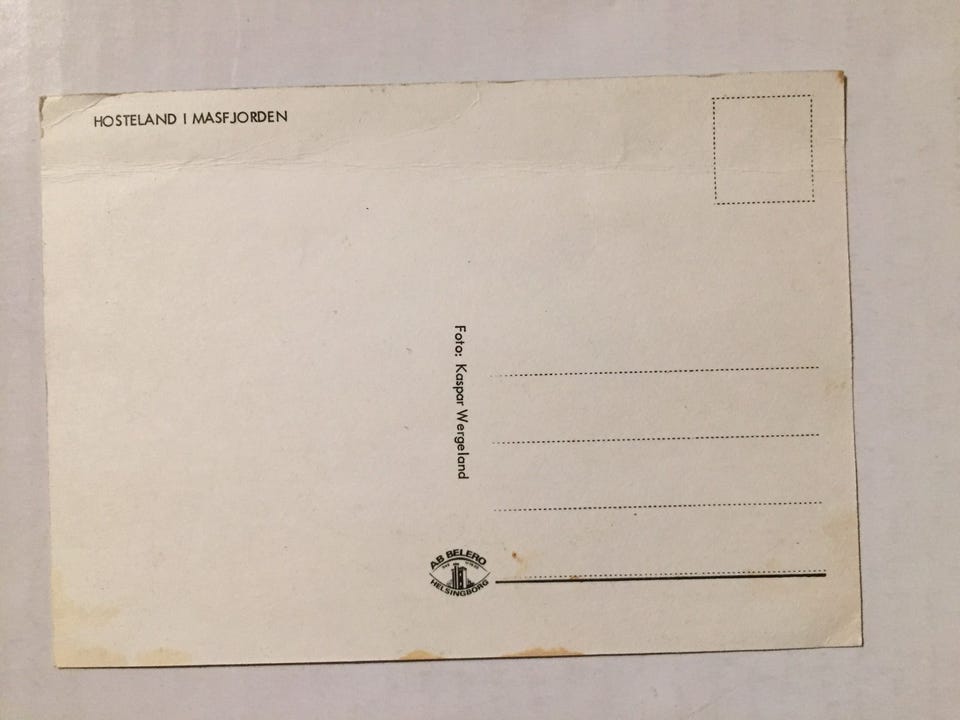 HOSTELAND I MASFJORDEN
Foto: Kaspar Wergeland
AB BELERO
HELSINGBORG